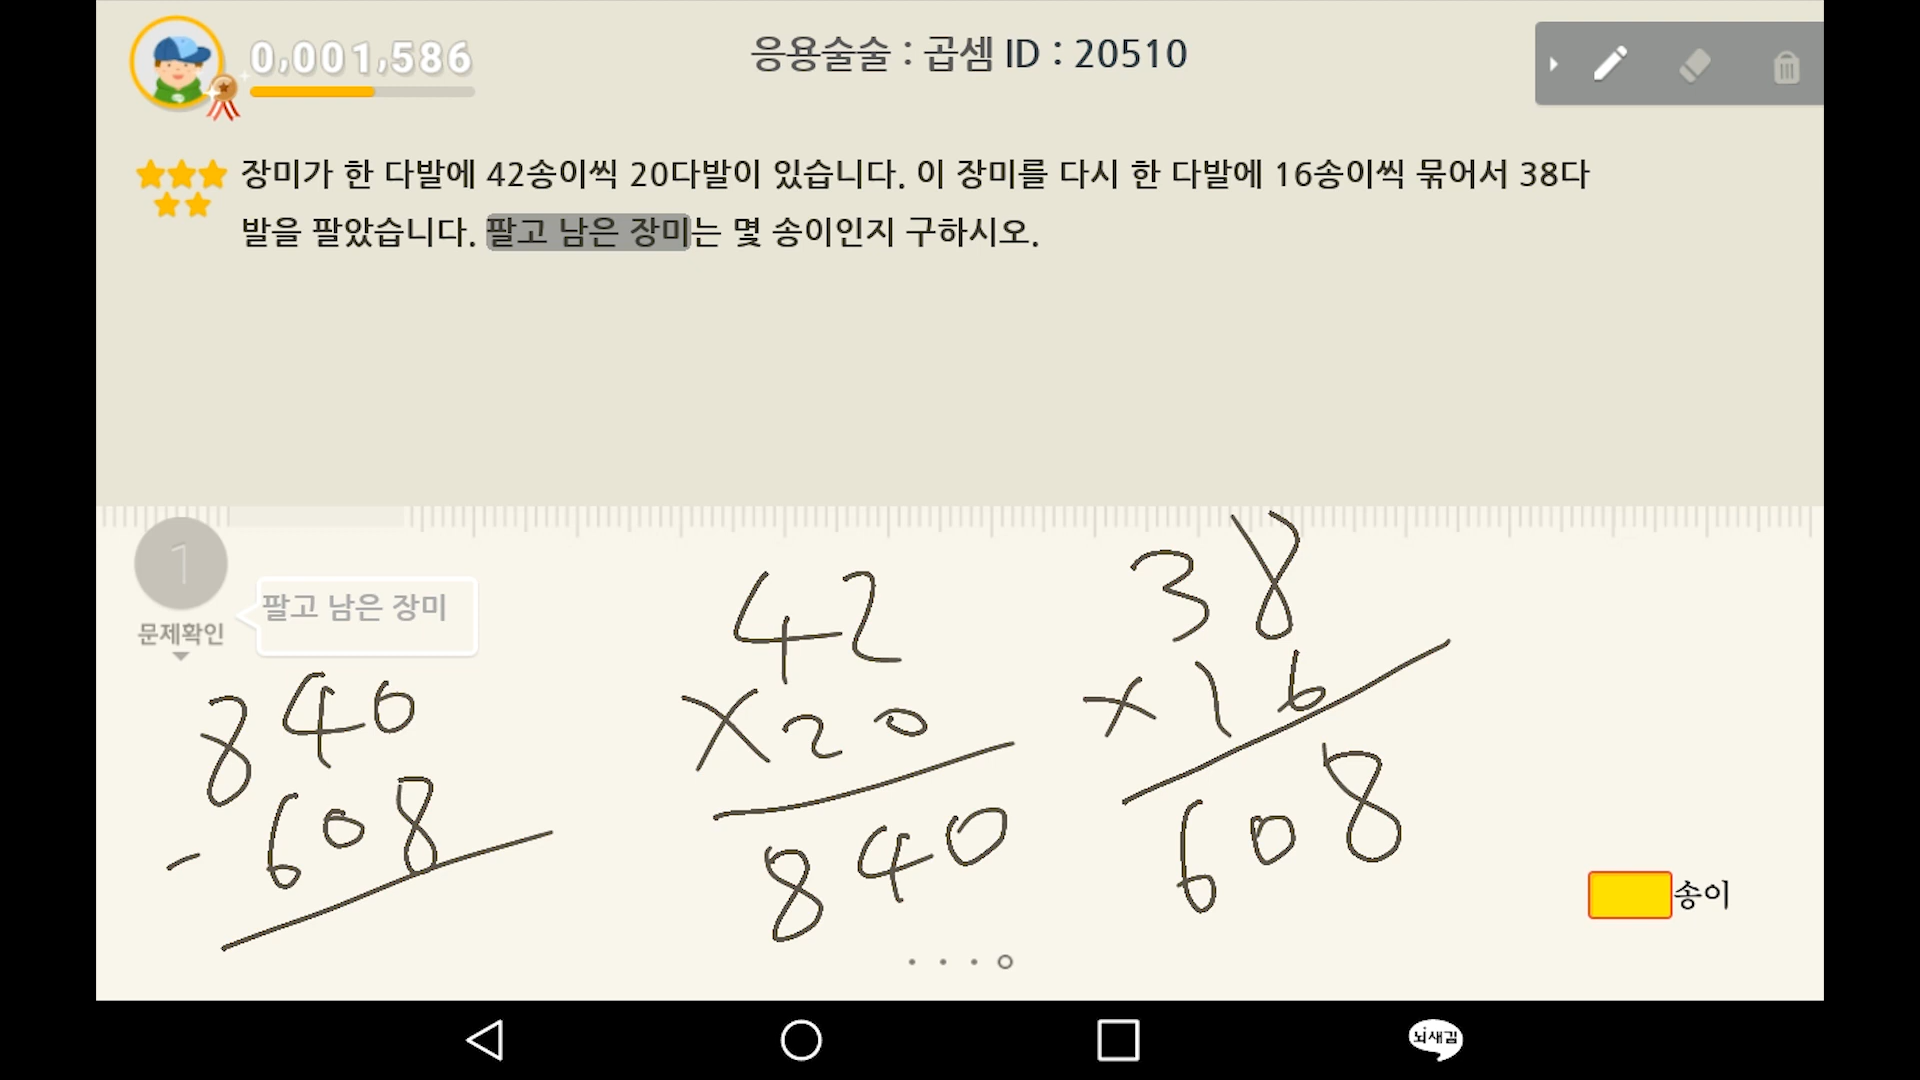 0,001,586
응용술술 : 곱셈 ID : 20510
장미가 한 다발에 42송이씩 20다발이 있습니다. 이 장미를 다시 한 다발에 16송이씩 묶어서 38다
발을 팔았습니다. 팔고 남은 장미는 몇 송이인지 구하시오.
1
문제확인
팔고 남은 장미
840
- 608
42
× 20
840
38
× 16
608
송이
뇌새김